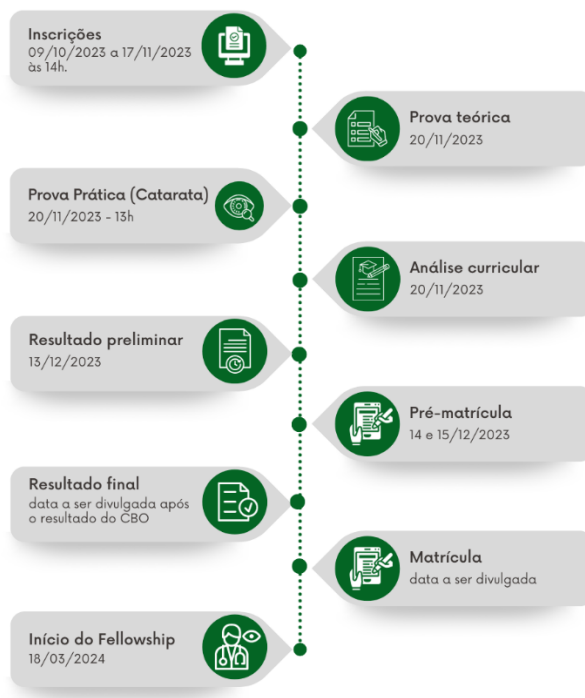 Inscrições
09/10/2023 a 17/11/2023
às 14h.
Prova teórica
20/11/2023
Prova Prática (Catarata)
20/11/2023 - 13h
Análise curricular
20/11/2023
Resultado preliminar
13/12/2023
Pré-matrícula
14 e 15/12/2023
Resultado final
data a ser divulgada após
o resultado do CBO
Matrícula
data a ser divulgada
Início do Fellowship
18/03/2024